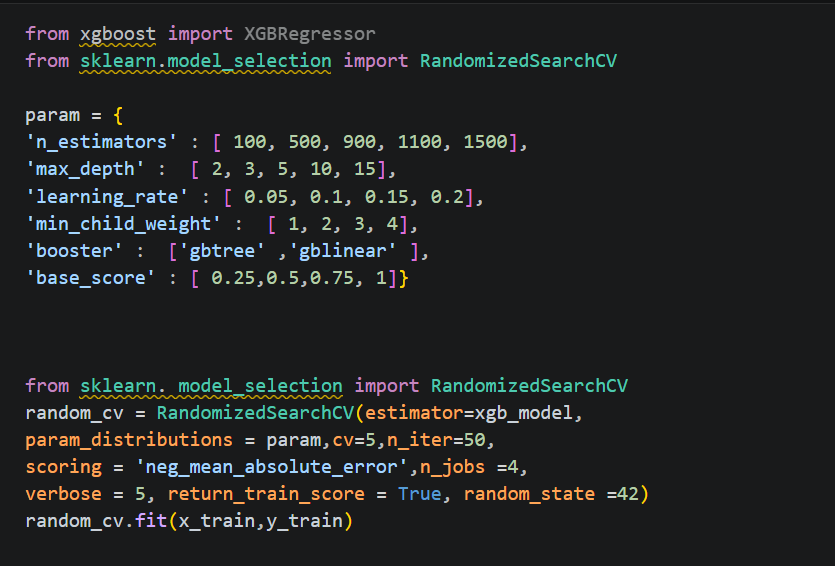 from xgboost import XGBRegressor
from sklearn.model_selection import RandomizedSearchCV
param = {
'n_estimators' : [ 100, 500, 900, 1100, 1500],
'max_depth' :  [ 2, 3, 5, 10, 15],
'learning_rate' : [ 0.05, 0.1, 0.15, 0.2],
'min_child_weight' :  [ 1, 2, 3, 4],
'booster' :  ['gbtree' ,'gblinear' ],
'base_score' : [ 0.25,0.5,0.75, 1]}
from sklearn. model_selection import RandomizedSearchCV
random_cv = RandomizedSearchCV(estimator=xgb_model,
param_distributions = param,cv=5,n_iter=50,
scoring = 'neg_mean_absolute_error',n_jobs =4,
verbose = 5, return_train_score = True, random_state =42)
random_cv.fit(x_train,y_train)